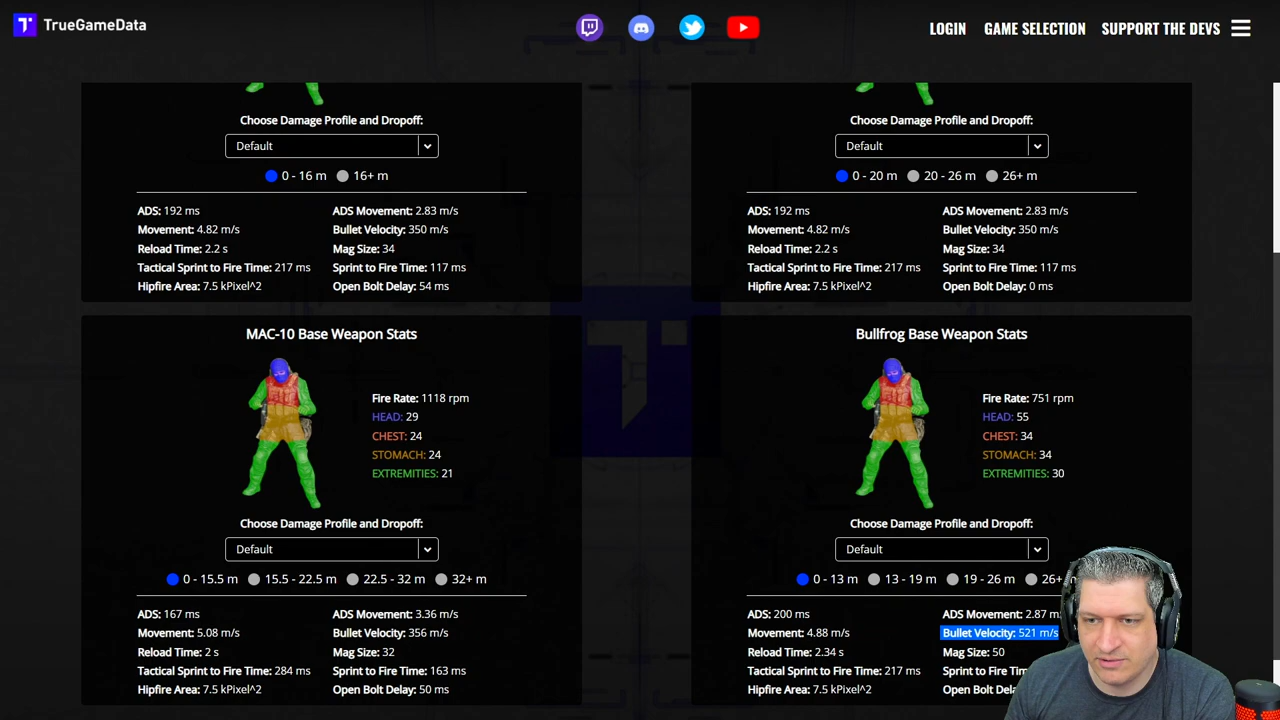 TrueGameData
LOGIN GAME SELECTION SUPPORT THE DEVS
Choose Damage Profile and Dropoff:
Default
0 - 16 m 16+ m
ADS: 192 ms ADS Movement: 2.83 m/s
Movement: 4.82 m/s Bullet Velocity: 350 m/s
Reload Time: 2.2 s Mag Size: 34
Tactical Sprint to Fire Time: 217 ms Sprint to Fire Time: 117 ms
Hipfire Area: 7.5 kPixel^2 Open Bolt Delay: 54 ms
Choose Damage Profile and Dropoff:
Default
0 - 20 m 20 - 26 m 26+ m
ADS: 192 ms ADS Movement: 2.83 m/s
Movement: 4.82 m/s Bullet Velocity: 350 m/s
Reload Time: 2.2 s Mag Size: 34
Tactical Sprint to Fire Time: 217 ms Sprint to Fire Time: 117 ms
Hipfire Area: 7.5 kPixel^2 Open Bolt Delay: 0 ms
MAC-10 Base Weapon Stats
Fire Rate: 1118 rpm
HEAD: 29
CHEST: 24
STOMACH: 24
EXTREMITIES: 21
Choose Damage Profile and Dropoff:
Default
0 - 15.5 m 15.5 - 22.5 m 22.5 - 32 m 32+ m
ADS: 167 ms ADS Movement: 3.36 m/s
Movement: 5.08 m/s Bullet Velocity: 356 m/s
Reload Time: 2 s Mag Size: 32
Tactical Sprint to Fire Time: 284 ms Sprint to Fire Time: 163 ms
Hipfire Area: 7.5 kPixel^2 Open Bolt Delay: 50 ms
Bullfrog Base Weapon Stats
Fire Rate: 751 rpm
HEAD: 55
CHEST: 34
STOMACH: 34
EXTREMITIES: 30
Choose Damage Profile and Dropoff:
Default
0 - 13 m 13 - 19 m 19 - 26 m 26+
ADS: 200 ms ADS Movement: 2.87 m
Movement: 4.88 m/s Bullet Velocity: 521 m/s
Reload Time: 2.34 s Mag Size: 50
Tactical Sprint to Fire Time: 217 ms Sprint to Fire
Hipfire Area: 7.5 kPixel^2 Open Bolt